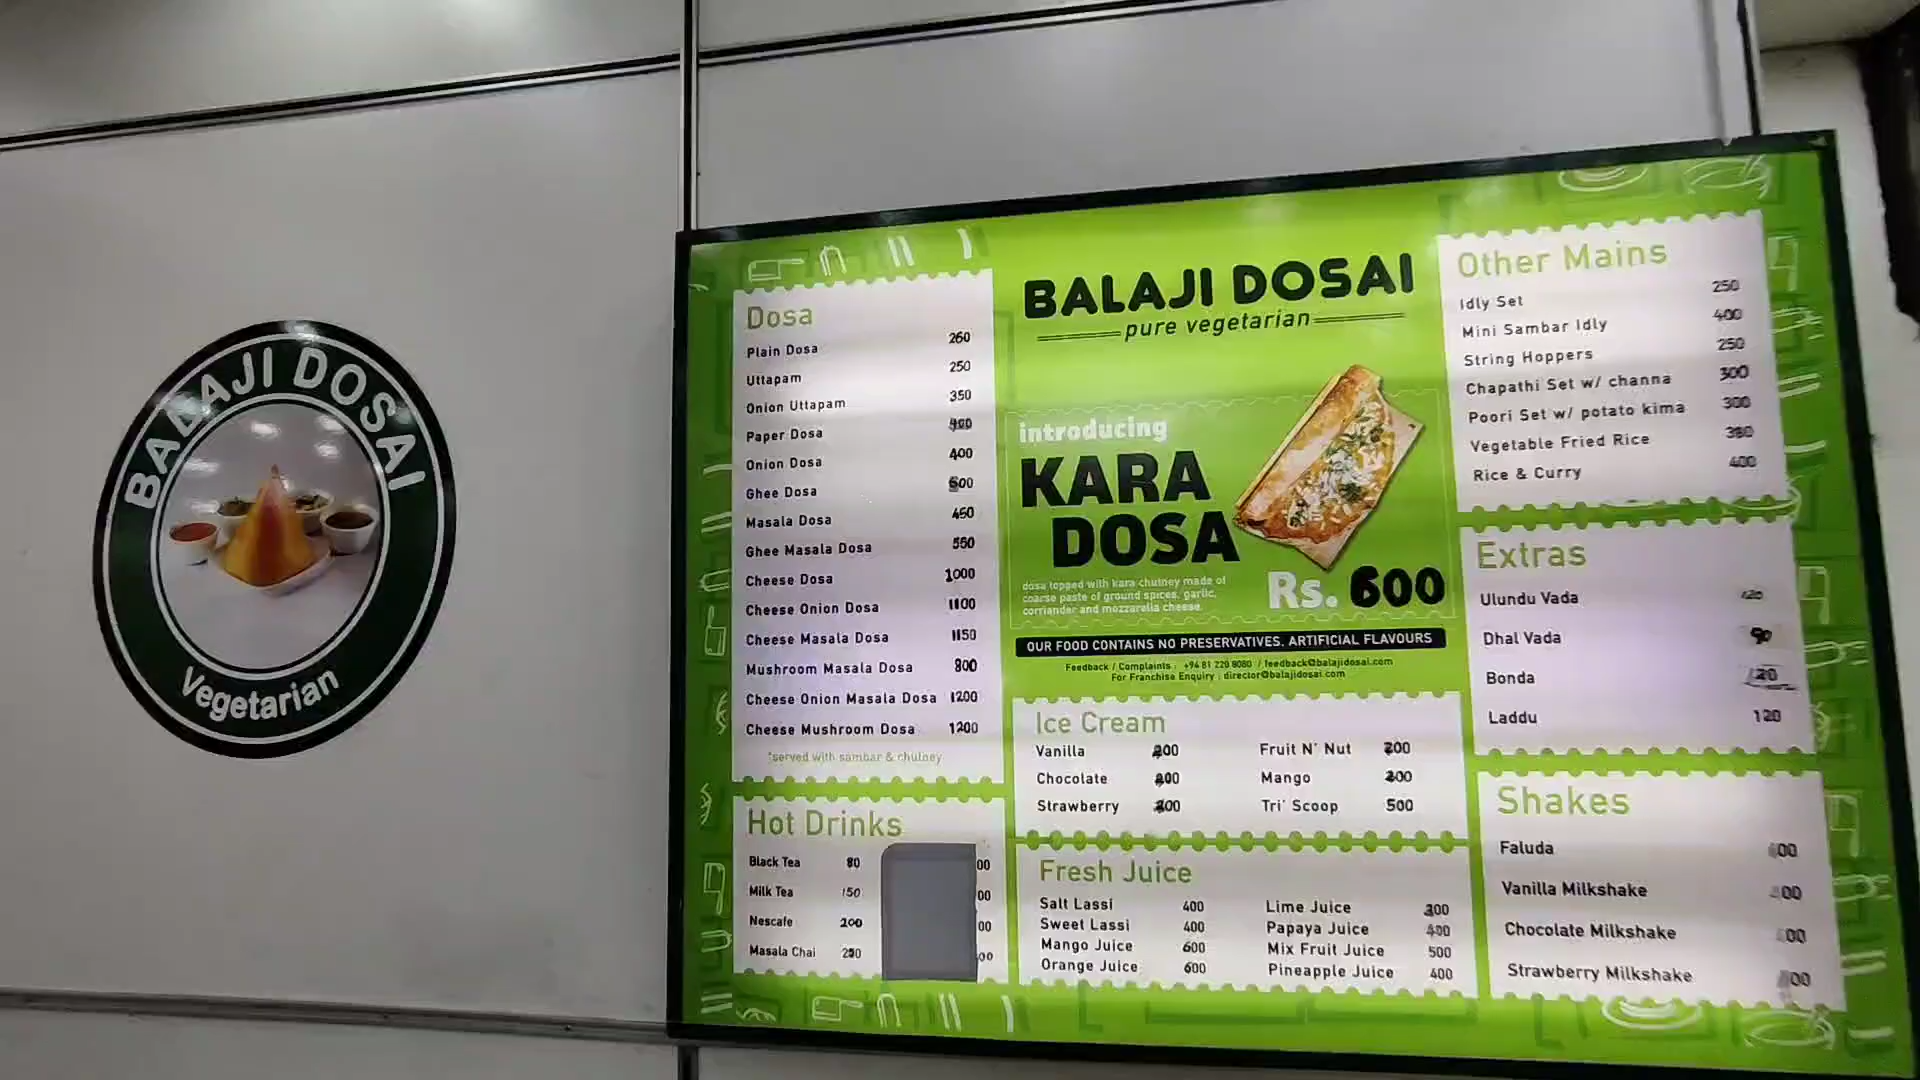 BALAJI DOSAI
Vegetarian
Dosa
Plain Dosa 260
Uttapam 250
Onion Uttapam 350
Paper Dosa
Onion Dosa 400
Ghee Dosa 500
Masala Dosa 450
Ghee Masala Dosa 550
Cheese Dosa 1000
Cheese Onion Dosa 1100
Cheese Masala Dosa 1150
Mushroom Masala Dosa 800
Cheese Onion Masala Dosa 1200
Cheese Mushroom Dosa 1200
*served with sambar & chutney
Hot Drinks
Black Tea 80
Milk Tea 150
Nescafe 200
Masala Chai 250
BALAJI DOSAI
pure vegetarian
introducing
KARA
DOSA
dosa topped with kara chutney made of
coarse paste of ground spices, garlic,
corriander and mozzarella cheese.
Rs. 600
OUR FOOD CONTAINS NO PRESERVATIVES. ARTIFICIAL FLAVOURS
Feedback / Complaints : +94 81 220 8080 / feedback@balajidosai.com
For Franchise Enquiry : director@balajidosai.com
Ice Cream
Vanilla 200 Fruit N' Nut 200
Chocolate 200 Mango 200
Strawberry 200 Tri' Scoop 500
Fresh Juice
Salt Lassi 400 Lime Juice 300
Sweet Lassi 400 Papaya Juice 400
Mango Juice 600 Mix Fruit Juice 500
Orange Juice 600 Pineapple Juice 400
Other Mains
Idly Set 250
Mini Sambar Idly 400
String Hoppers 250
Chapathi Set w/ channa 300
Poori Set w/ potato kima 300
Vegetable Fried Rice 380
Rice & Curry 400
Extras
Ulundu Vada 120
Dhal Vada 90
Bonda 120
Laddu 120
Shakes
Faluda
Vanilla Milkshake
Chocolate Milkshake
Strawberry Milkshake